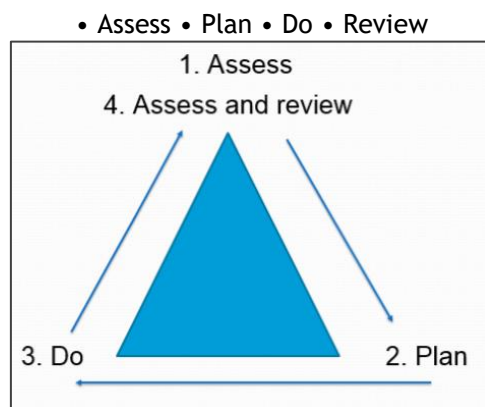 • Assess • Plan • Do • Review
1. Assess
4. Assess and review
3. Do
2. Plan